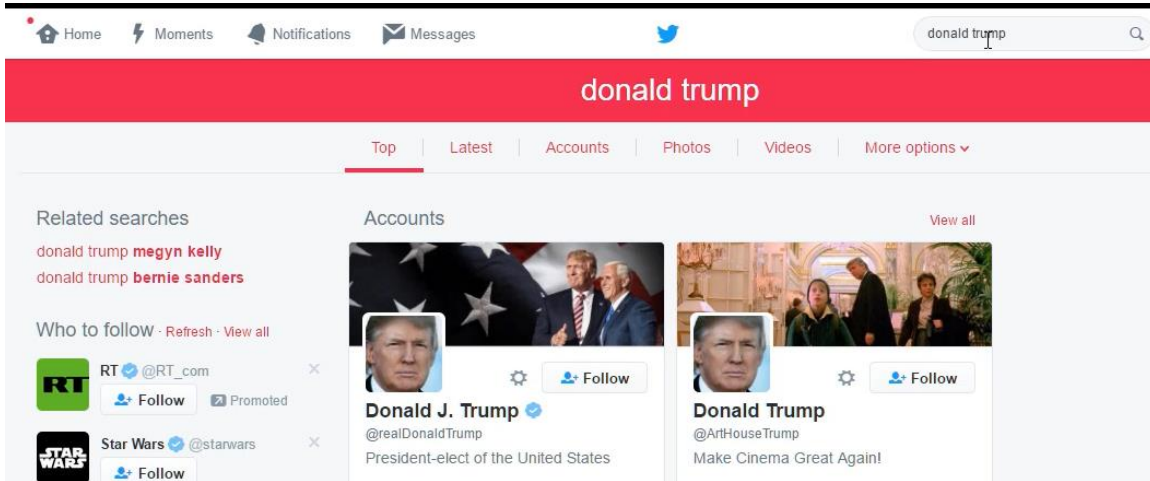 Home Moments Notifications Messages donald trump
donald trump
Top Latest Accounts Photos Videos More options
Related searches
donald trump megyn kelly
donald trump bernie sanders
Who to follow · Refresh · View all
RT RT @RT_com
Follow Promoted
STAR WARS Star Wars @starwars
Follow
Accounts View all
Follow
Donald J. Trump
@realDonaldTrump
President-elect of the United States
Follow
Donald Trump
@ArtHouseTrump
Make Cinema Great Again!